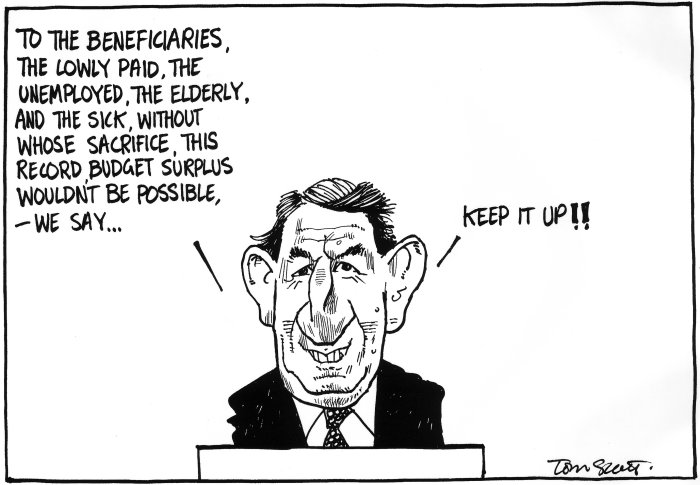 TO THE BENEFICIARIES,
THE LOWLY PAID, THE
UNEMPLOYED, THE ELDERLY,
AND THE SICK, WITHOUT
WHOSE SACRIFICE, THIS
RECORD, BUDGET SURPLUS
WOULDN'T BE POSSIBLE,
— WE SAY...
KEEP IT UP!!
Tom Scott.